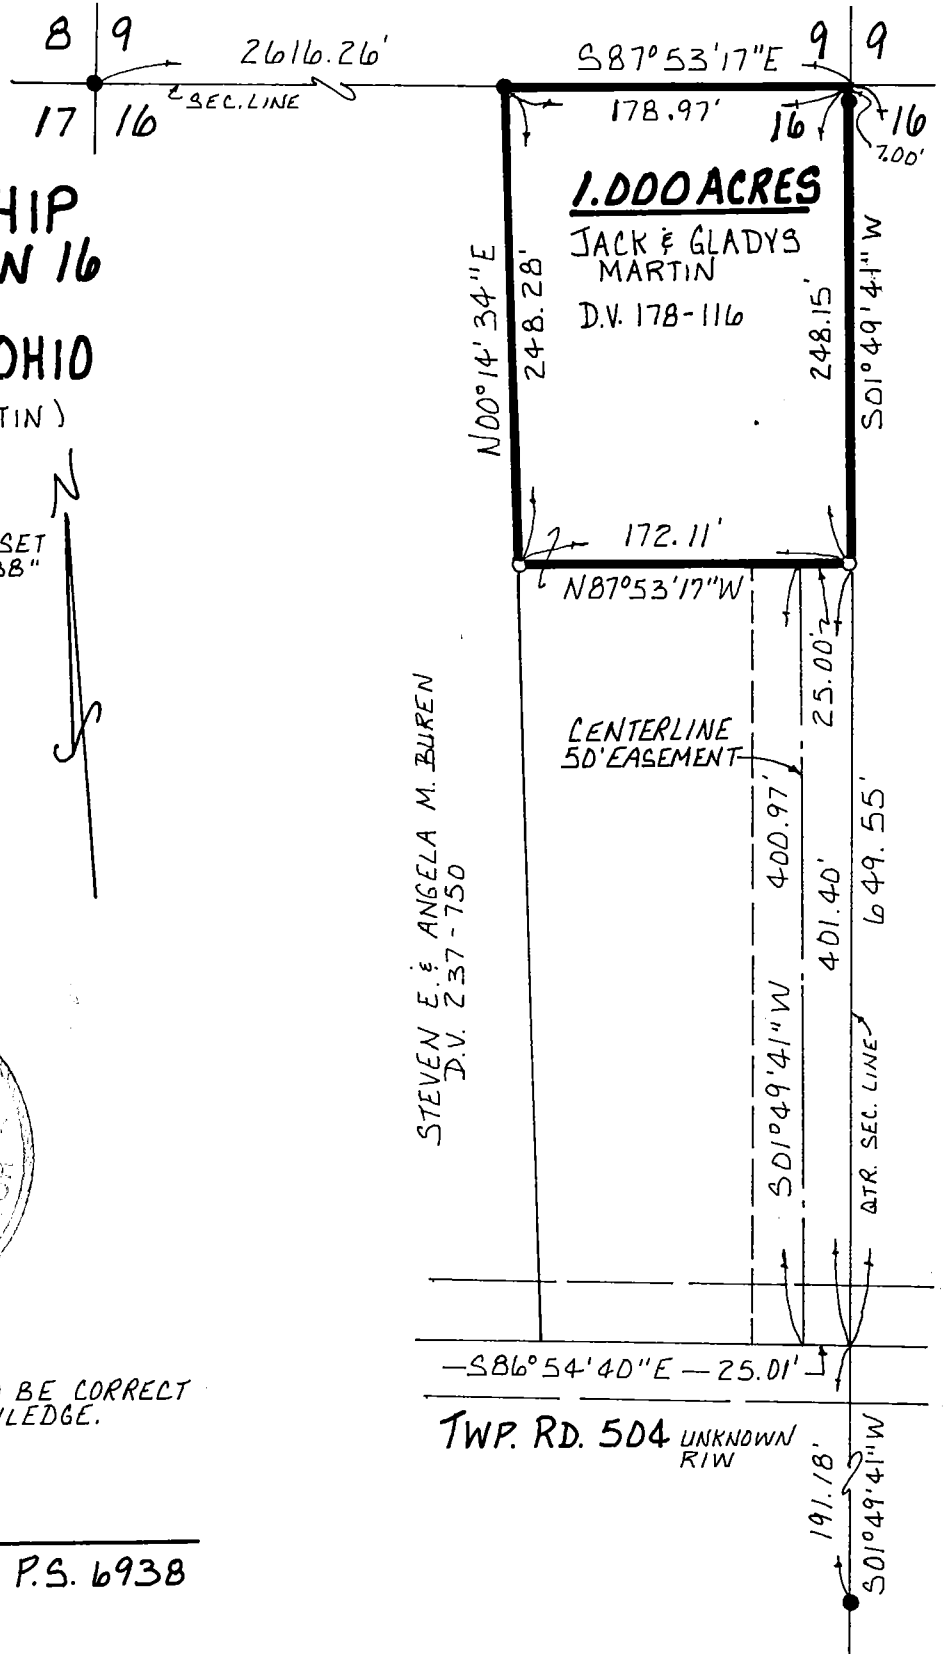 8 9
2616.26'
S87°53'17"E
9 9
SEC. LINE
178.97'
17 16
16 16
7.00'
1.000 ACRES
HIP
N 16
JACK & GLADYS
MARTIN
D.V. 178-116
N00°14'34"E
248.28'
248.15'
S01°49'41"W
OHIO
TIN)
N
SET
38"
172.11'
N87°53'17"W
25.00'
CENTERLINE
50' EASEMENT
STEVEN E. & ANGELA M. BUREN
D.V. 237-750
S01°49'41"W 400.97'
401.40'
649.55'
QTR. SEC. LINE
S86°54'40"E — 25.01'
BE CORRECT
LEDGE.
TWP. RD. 504 UNKNOWN
R/W
191.18'
S01°49'41"W
P.S. 6938